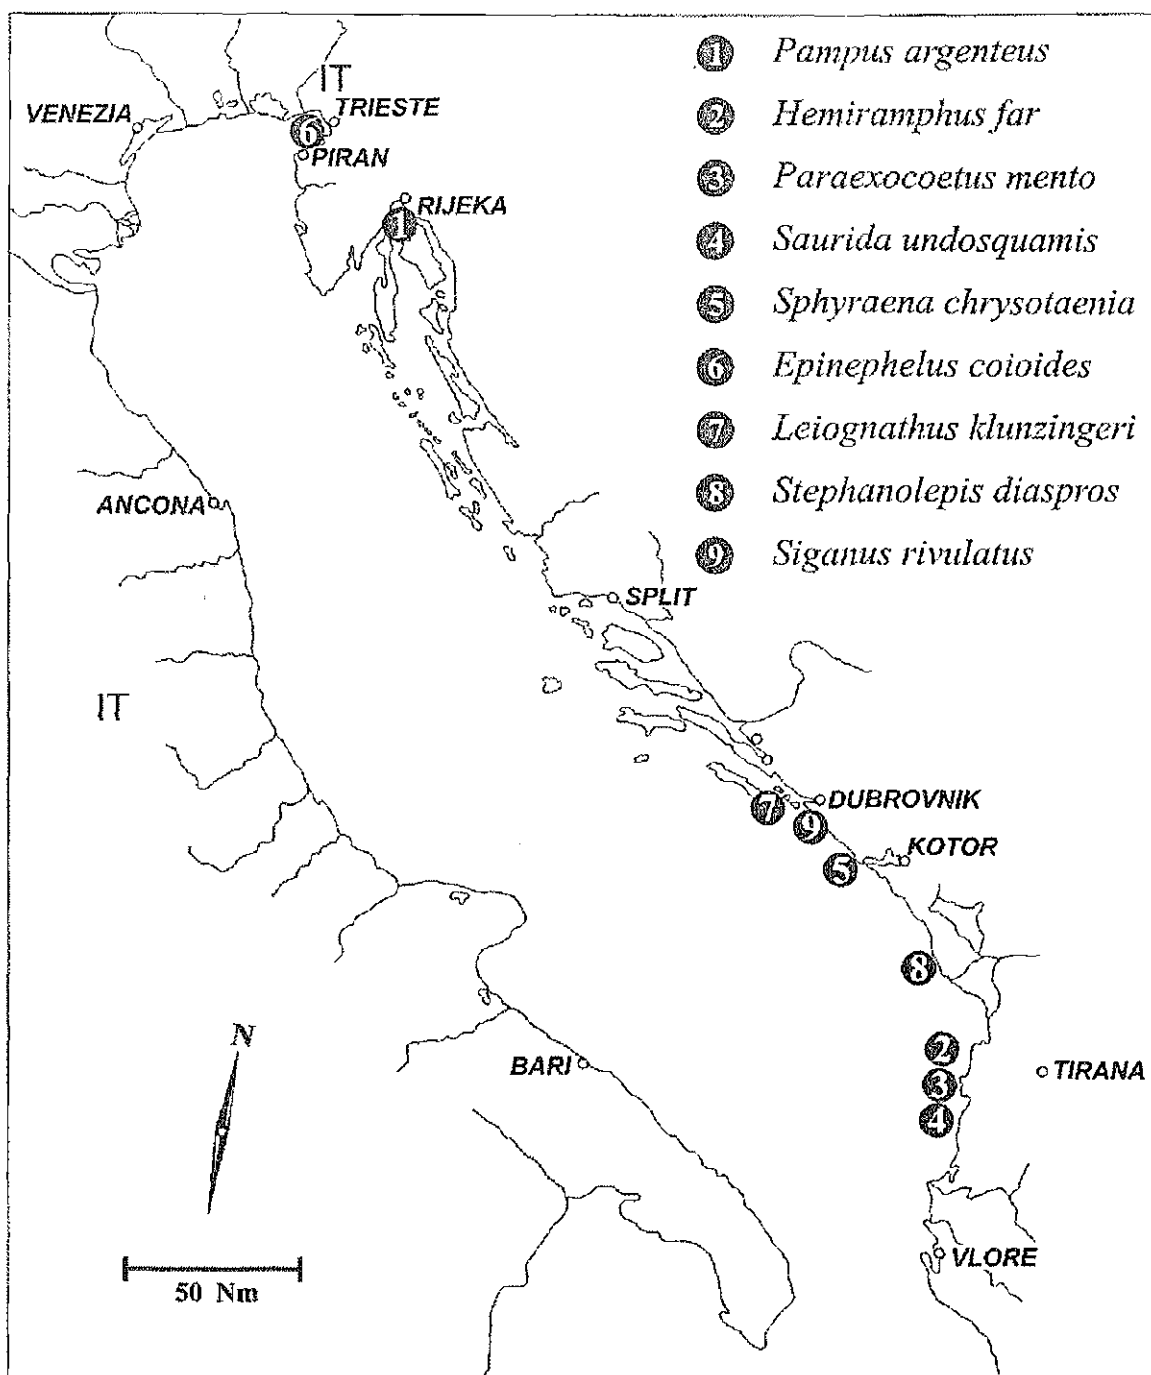 1 Pampus argenteus
2 Hemiramphus far
3 Paraexocoetus mento
4 Saurida undosquamis
5 Sphyraena chrysotaenia
6 Epinephelus coioides
7 Leiognathus klunzingeri
8 Stephanolepis diaspros
9 Siganus rivulatus
IT
VENEZIA
TRIESTE
6
PIRAN
RIJEKA
1
ANCONA
SPLIT
IT
7
DUBROVNIK
9
KOTOR
5
8
N
2
BARI
TIRANA
3
4
VLORE
50 Nm